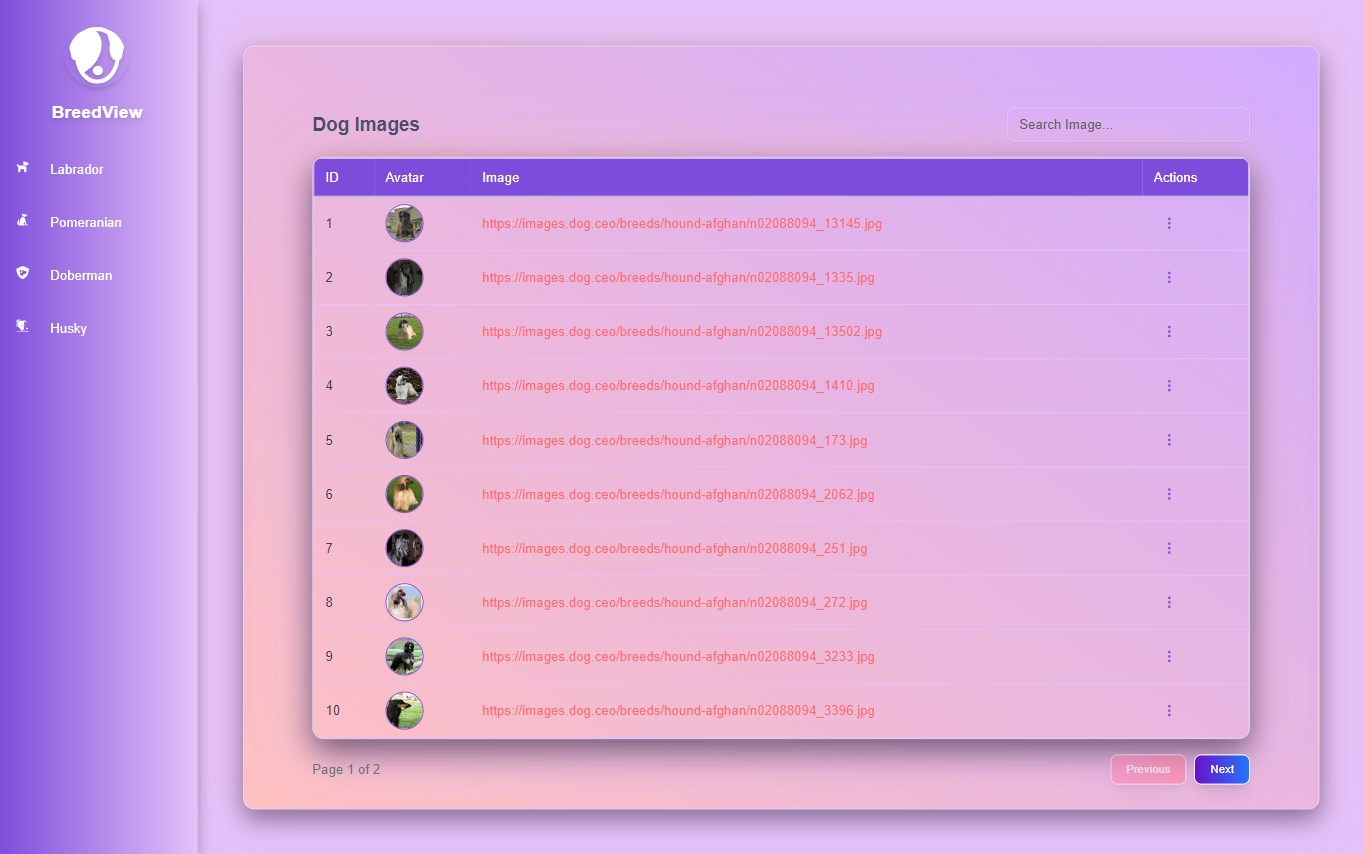 BreedView
Labrador
Pomeranian
Doberman
Husky
Dog Images
Search Image...
ID Avatar Image Actions
1 https://images.dog.ceo/breeds/hound-afghan/n02088094_13145.jpg
2 https://images.dog.ceo/breeds/hound-afghan/n02088094_1335.jpg
3 https://images.dog.ceo/breeds/hound-afghan/n02088094_13502.jpg
4 https://images.dog.ceo/breeds/hound-afghan/n02088094_1410.jpg
5 https://images.dog.ceo/breeds/hound-afghan/n02088094_173.jpg
6 https://images.dog.ceo/breeds/hound-afghan/n02088094_2062.jpg
7 https://images.dog.ceo/breeds/hound-afghan/n02088094_251.jpg
8 https://images.dog.ceo/breeds/hound-afghan/n02088094_272.jpg
9 https://images.dog.ceo/breeds/hound-afghan/n02088094_3233.jpg
10 https://images.dog.ceo/breeds/hound-afghan/n02088094_3396.jpg
Page 1 of 2 Previous Next